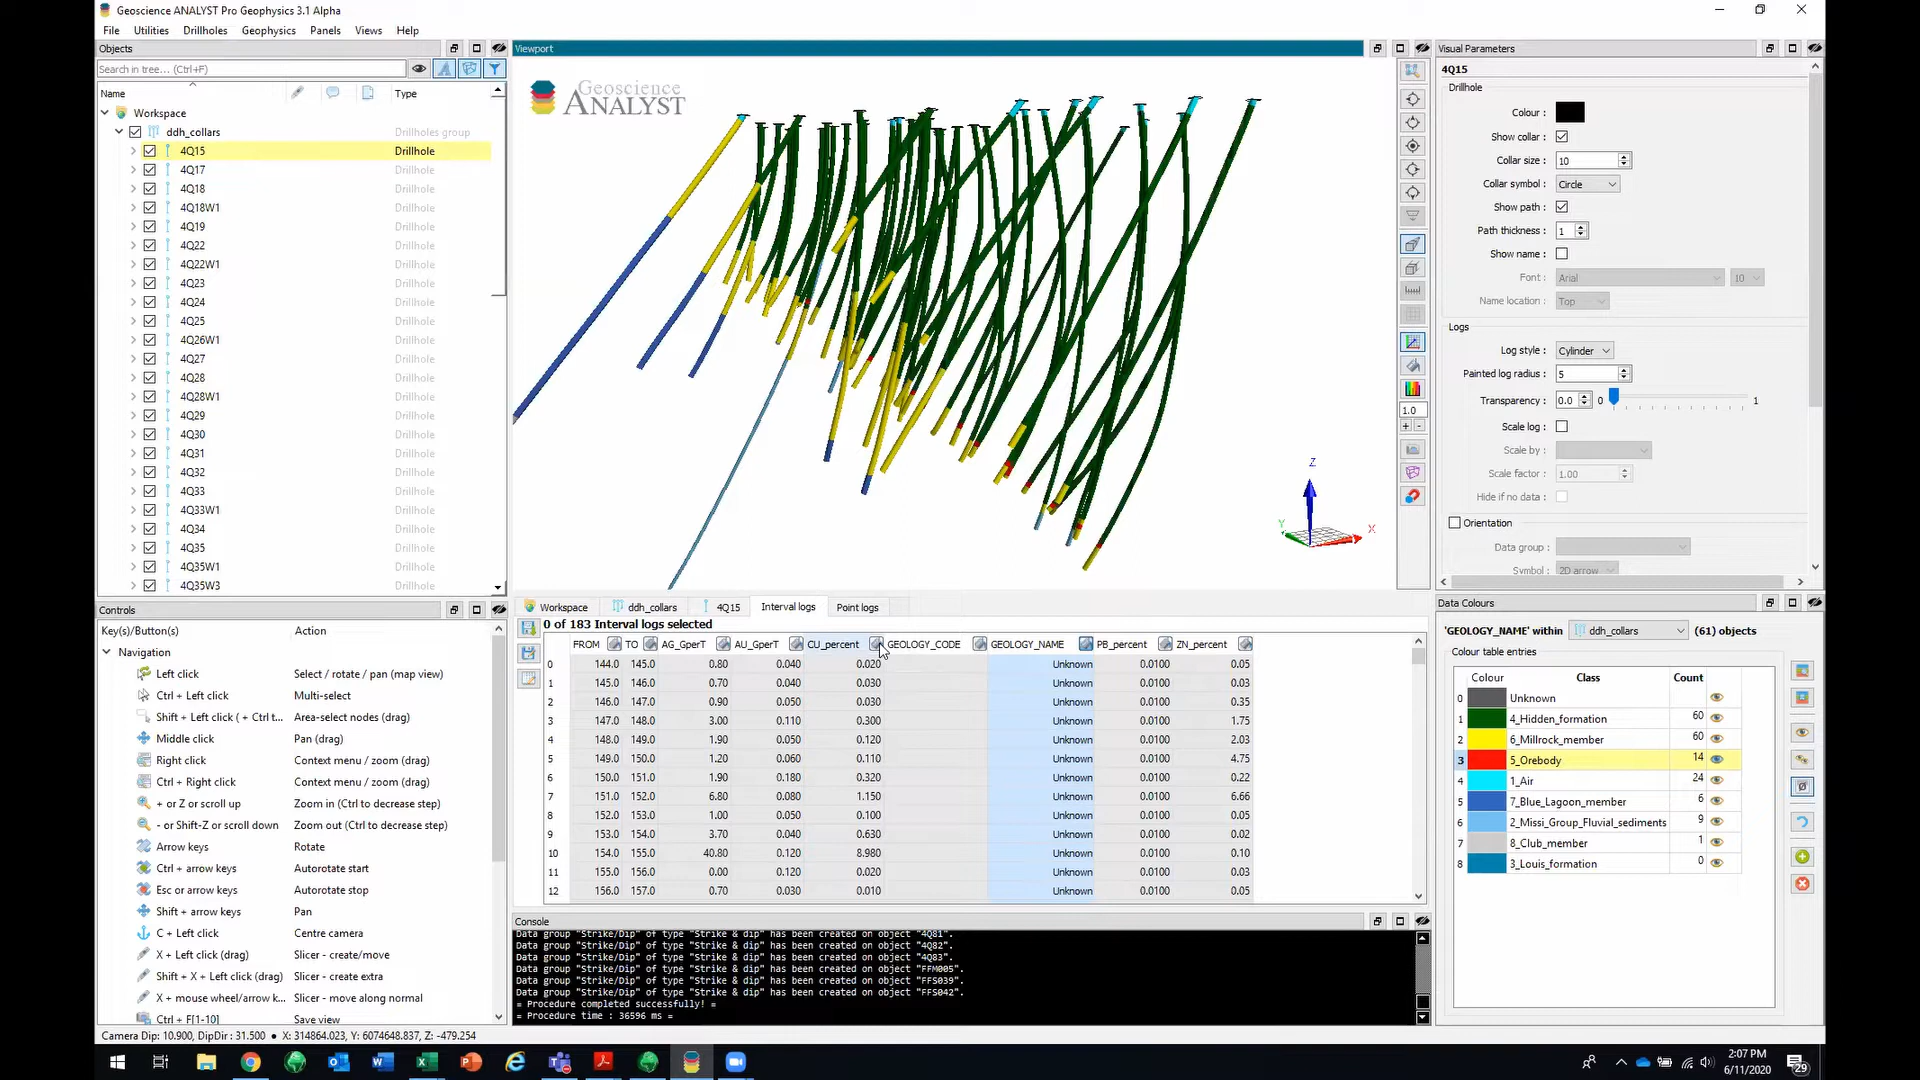 Geoscience ANALYST Pro Geophysics 3.1 Alpha
File Utilities Drillholes Geophysics Panels Views Help
Objects
Search in tree... (Ctrl+F)
Name Type
Workspace
ddh_collars Drillholes group
4Q15 Drillhole
4Q17 Drillhole
4Q18 Drillhole
4Q18W1 Drillhole
4Q19 Drillhole
4Q22 Drillhole
4Q22W1 Drillhole
4Q23 Drillhole
4Q24 Drillhole
4Q25 Drillhole
4Q26W1 Drillhole
4Q27 Drillhole
4Q28 Drillhole
4Q28W1 Drillhole
4Q29 Drillhole
4Q30 Drillhole
4Q31 Drillhole
4Q32 Drillhole
4Q33 Drillhole
4Q33W1 Drillhole
4Q34 Drillhole
4Q35 Drillhole
4Q35W1 Drillhole
4Q35W3 Drillhole
Controls
Key(s)/Button(s) Action
Navigation
Left click Select / rotate / pan (map view)
Ctrl + Left click Multi-select
Shift + Left click ( + Ctrl t... Area-select nodes (drag)
Middle click Pan (drag)
Right click Context menu / zoom (drag)
Ctrl + Right click Context menu / zoom (drag)
+ or Z or scroll up Zoom in (Ctrl to decrease step)
- or Shift-Z or scroll down Zoom out (Ctrl to decrease step)
Arrow keys Rotate
Ctrl + arrow keys Autorotate start
Esc or arrow keys Autorotate stop
Shift + arrow keys Pan
C + Left click Centre camera
X + Left click (drag) Slicer - create/move
Shift + X + Left click (drag) Slicer - create extra
X + mouse wheel/arrow k... Slicer - move along normal
Ctrl + F[1-10] Save view
Viewport
Geoscience
ANALYST
Z
Y
X
1.0
+ -
Workspace ddh_collars 4Q15 Interval logs Point logs
0 of 183 Interval logs selected
FROM TO AG_GperT AU_GperT CU_percent GEOLOGY_CODE GEOLOGY_NAME PB_percent ZN_percent
0 144.0 145.0 0.80 0.040 0.020 Unknown 0.0100 0.05
1 145.0 146.0 0.70 0.040 0.030 Unknown 0.0100 0.03
2 146.0 147.0 0.90 0.050 0.030 Unknown 0.0100 0.35
3 147.0 148.0 3.00 0.110 0.300 Unknown 0.0100 1.75
4 148.0 149.0 1.90 0.050 0.120 Unknown 0.0100 2.03
5 149.0 150.0 1.20 0.060 0.110 Unknown 0.0100 4.75
6 150.0 151.0 1.90 0.180 0.320 Unknown 0.0100 0.22
7 151.0 152.0 6.80 0.080 1.150 Unknown 0.0100 6.66
8 152.0 153.0 1.00 0.050 0.100 Unknown 0.0100 0.05
9 153.0 154.0 3.70 0.040 0.630 Unknown 0.0100 0.02
10 154.0 155.0 40.80 0.120 8.980 Unknown 0.0100 0.10
11 155.0 156.0 0.00 0.120 0.020 Unknown 0.0100 0.03
12 156.0 157.0 0.70 0.030 0.010 Unknown 0.0100 0.05
Console
Data group "Strike/Dip" of type "Strike & dip" has been created on object "4Q81".
Data group "Strike/Dip" of type "Strike & dip" has been created on object "4Q82".
Data group "Strike/Dip" of type "Strike & dip" has been created on object "4Q83".
Data group "Strike/Dip" of type "Strike & dip" has been created on object "FFM005".
Data group "Strike/Dip" of type "Strike & dip" has been created on object "FFS039".
Data group "Strike/Dip" of type "Strike & dip" has been created on object "FFS042".
= Procedure completed successfully! =
= Procedure time : 36596 ms =
Visual Parameters
4Q15
Drillhole
Colour :
Show collar :
Collar size : 10
Collar symbol : Circle
Show path :
Path thickness : 1
Show name :
Font : Arial 10
Name location : Top
Logs
Log style : Cylinder
Painted log radius : 5
Transparency : 0.0 0 1
Scale log :
Scale by :
Scale factor : 1.00
Hide if no data :
Orientation
Data group :
Symbol : 2D arrow
Data Colours
'GEOLOGY_NAME' within ddh_collars (61) objects
Colour table entries
Colour Class Count
0 Unknown
1 4_Hidden_formation 60
2 6_Millrock_member 60
3 5_Orebody 14
4 1_Air 24
5 7_Blue_Lagoon_member 6
6 2_Missi_Group_Fluvial_sediments 9
7 8_Club_member 1
8 3_Louis_formation 0
Camera Dip: 10.900, DipDir : 31.500 ● X: 314864.023, Y: 6074648.837, Z: -479.254
2:07 PM
6/11/2020
29